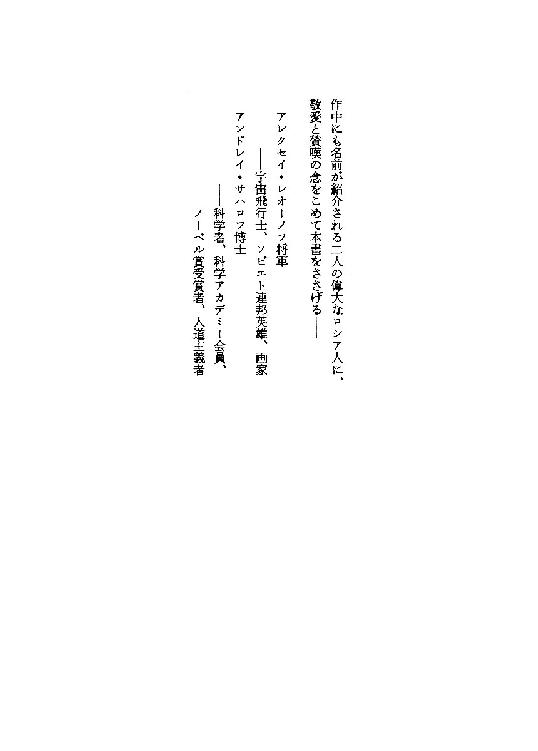 作中にも名前が紹介される二人の偉大なロシア人に、
敬愛と賛嘆の念をこめて本書をささげる——
アレクセイ・レオーノフ将軍
——宇宙飛行士、ソビエト連邦英雄、画家
アンドレイ・サハロフ博士
——科学者、科学アカデミー会員、
ノーベル賞受賞者、人道主義者